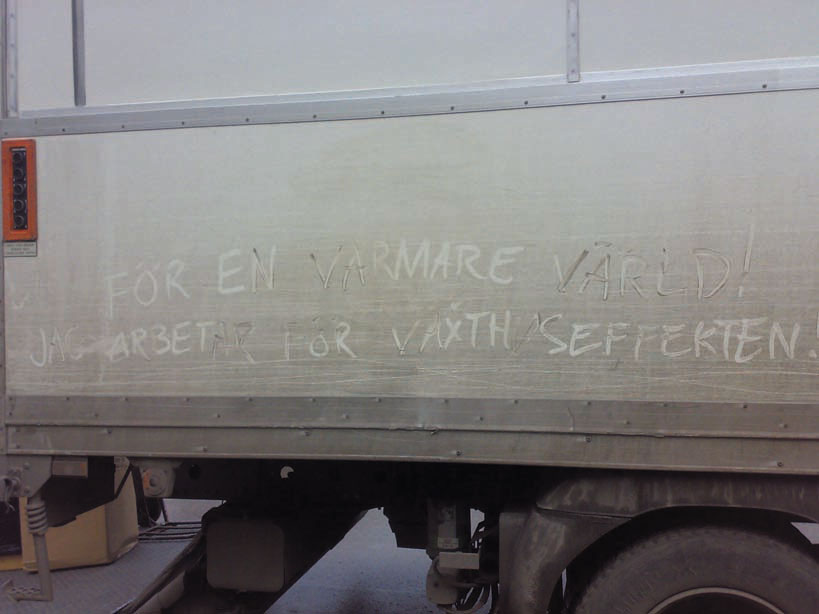 FÖR EN VARMARE VÄRLD!
JAG ARBETAR FÖR VÄXTHUSEFFEKTEN.!